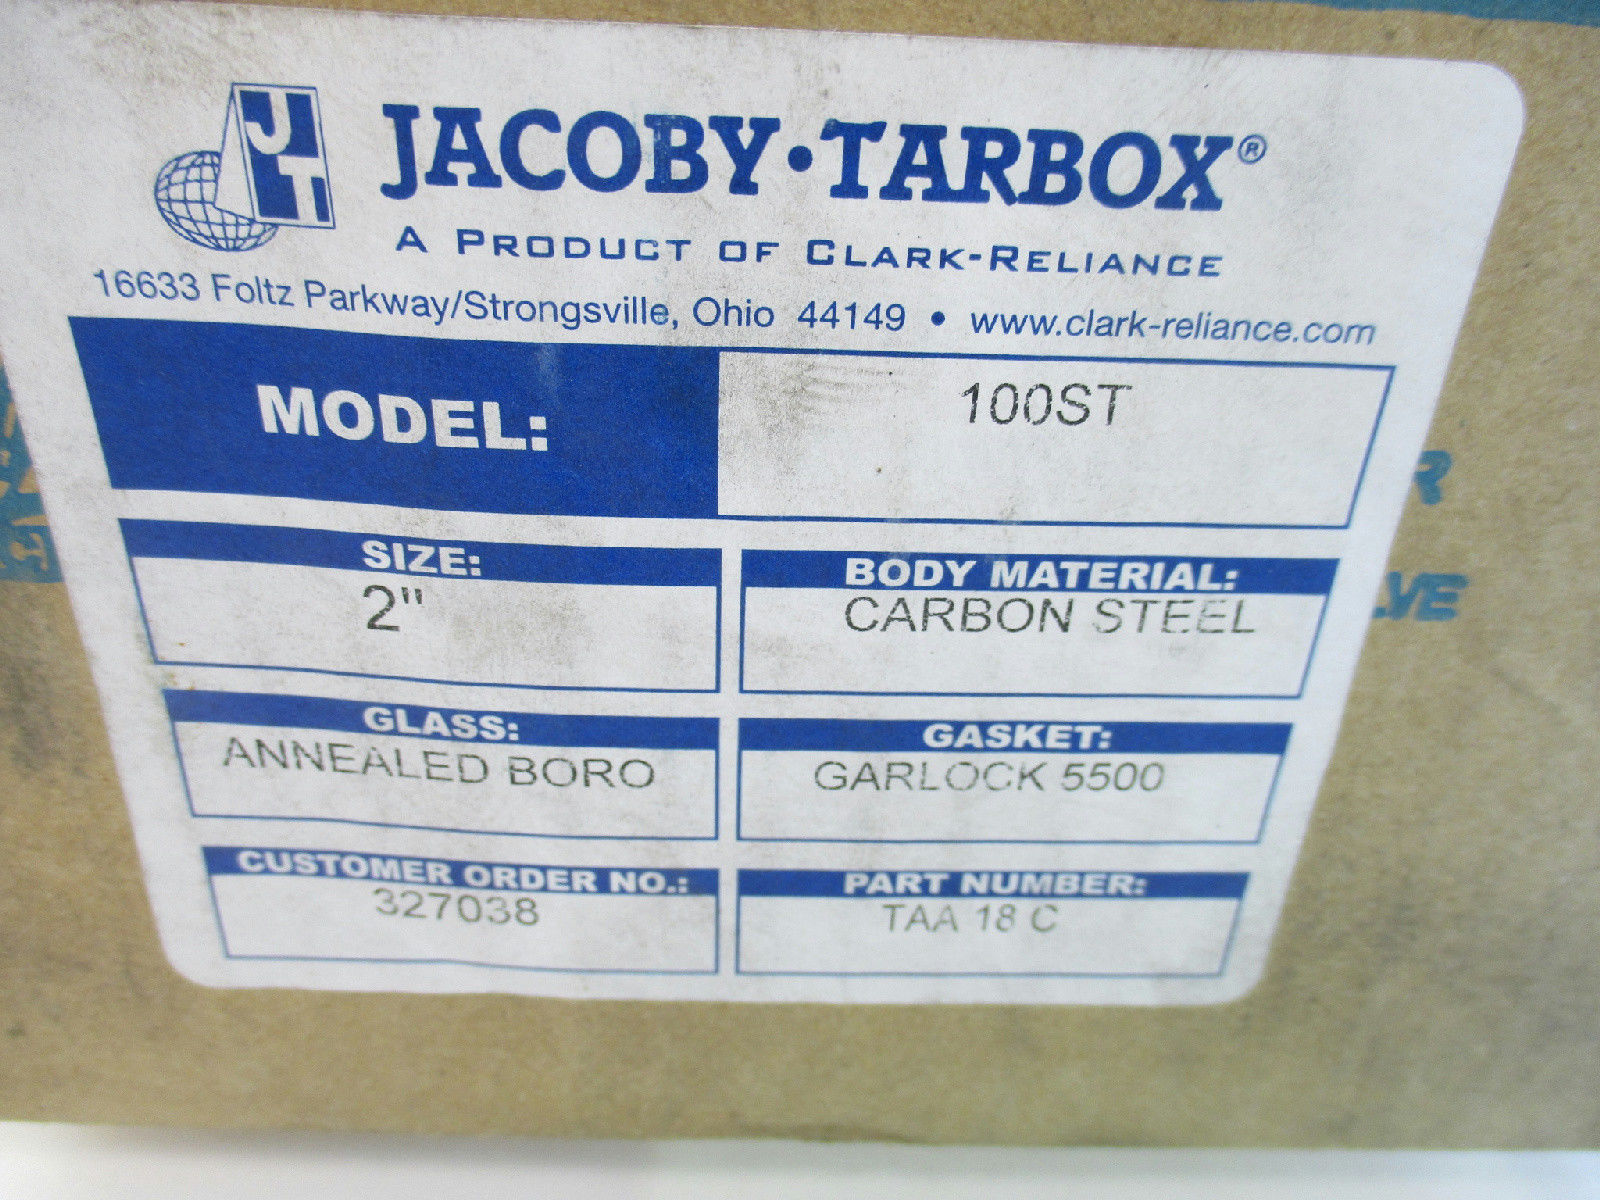 JT
JACOBY·TARBOX®
A PRODUCT OF CLARK-RELIANCE
16633 Foltz Parkway/Strongsville, Ohio 44149 • www.clark-reliance.com
MODEL: 100ST
SIZE:
2"
BODY MATERIAL:
CARBON STEEL
GLASS:
ANNEALED BORO
GASKET:
GARLOCK 5500
CUSTOMER ORDER NO.:
327038
PART NUMBER:
TAA 18 C